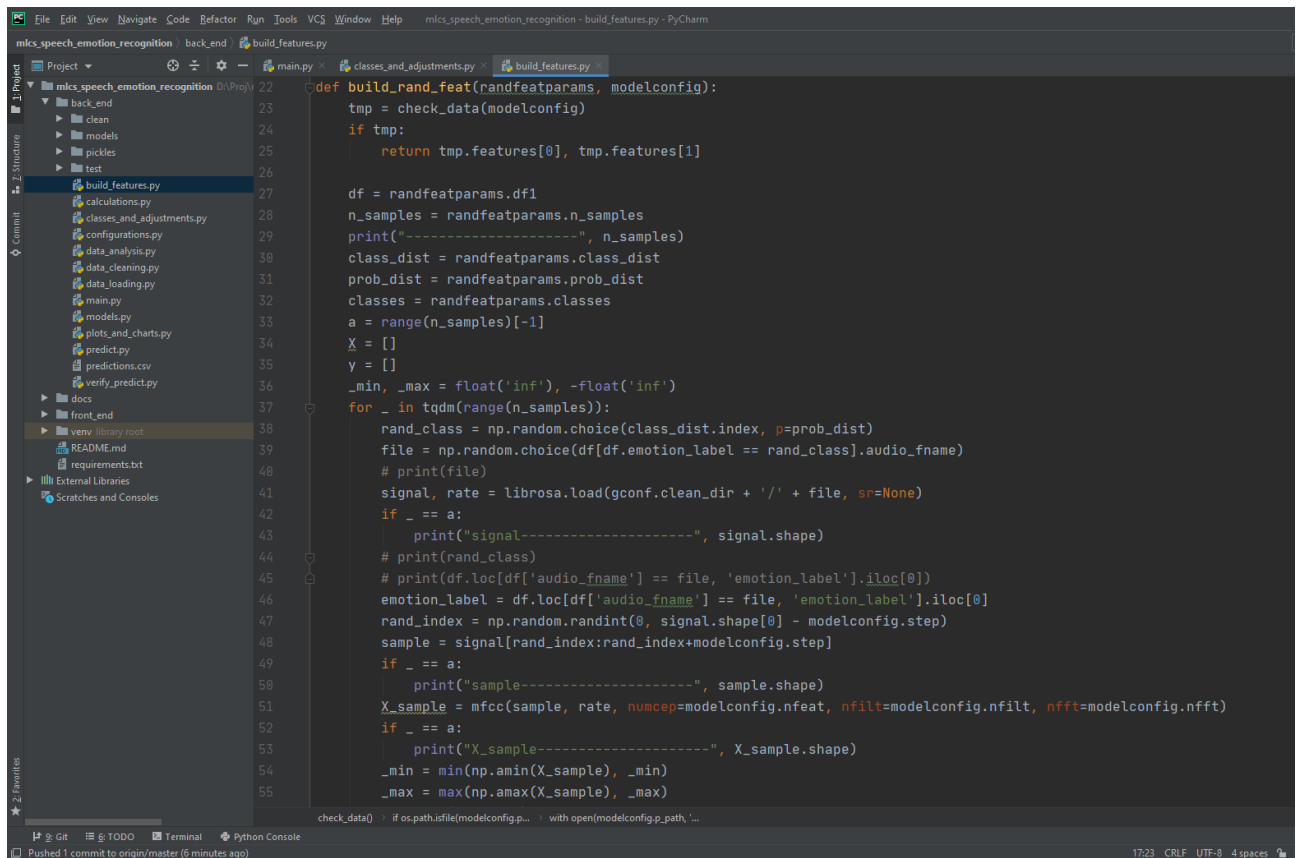 PC File Edit View Navigate Code Refactor Run Tools VCS Window Help mlcs_speech_emotion_recognition - build_features.py - PyCharm
mlcs_speech_emotion_recognition back_end build_features.py
Project main.py classes_and_adjustments.py build_features.py
1: Project
Z: Structure
Commit
2: Favorites
mlcs_speech_emotion_recognition D:\Proj\
back_end
clean
models
pickles
test
build_features.py
calculations.py
classes_and_adjustments.py
configurations.py
data_analysis.py
data_cleaning.py
data_loading.py
main.py
models.py
plots_and_charts.py
predict.py
predictions.csv
verify_predict.py
docs
front_end
venv library root
README.md
requirements.txt
External Libraries
Scratches and Consoles
22 def build_rand_feat(randfeatparams, modelconfig):
23 tmp = check_data(modelconfig)
24 if tmp:
25 return tmp.features[0], tmp.features[1]
26
27 df = randfeatparams.df1
28 n_samples = randfeatparams.n_samples
29 print("---------------------", n_samples)
30 class_dist = randfeatparams.class_dist
31 prob_dist = randfeatparams.prob_dist
32 classes = randfeatparams.classes
33 a = range(n_samples)[-1]
34 X = []
35 y = []
36 _min, _max = float('inf'), -float('inf')
37 for _ in tqdm(range(n_samples)):
38 rand_class = np.random.choice(class_dist.index, p=prob_dist)
39 file = np.random.choice(df[df.emotion_label == rand_class].audio_fname)
40 # print(file)
41 signal, rate = librosa.load(gconf.clean_dir + '/' + file, sr=None)
42 if _ == a:
43 print("signal---------------------", signal.shape)
44 # print(rand_class)
45 # print(df.loc[df['audio_fname'] == file, 'emotion_label'].iloc[0])
46 emotion_label = df.loc[df['audio_fname'] == file, 'emotion_label'].iloc[0]
47 rand_index = np.random.randint(0, signal.shape[0] - modelconfig.step)
48 sample = signal[rand_index:rand_index+modelconfig.step]
49 if _ == a:
50 print("sample---------------------", sample.shape)
51 X_sample = mfcc(sample, rate, numcep=modelconfig.nfeat, nfilt=modelconfig.nfilt, nfft=modelconfig.nfft)
52 if _ == a:
53 print("X_sample---------------------", X_sample.shape)
54 _min = min(np.amin(X_sample), _min)
55 _max = max(np.amax(X_sample), _max)
check_data() if os.path.isfile(modelconfig.p... with open(modelconfig.p_path, '...
9: Git 6: TODO Terminal Python Console
Pushed 1 commit to origin/master (6 minutes ago) 17:23 CRLF UTF-8 4 spaces